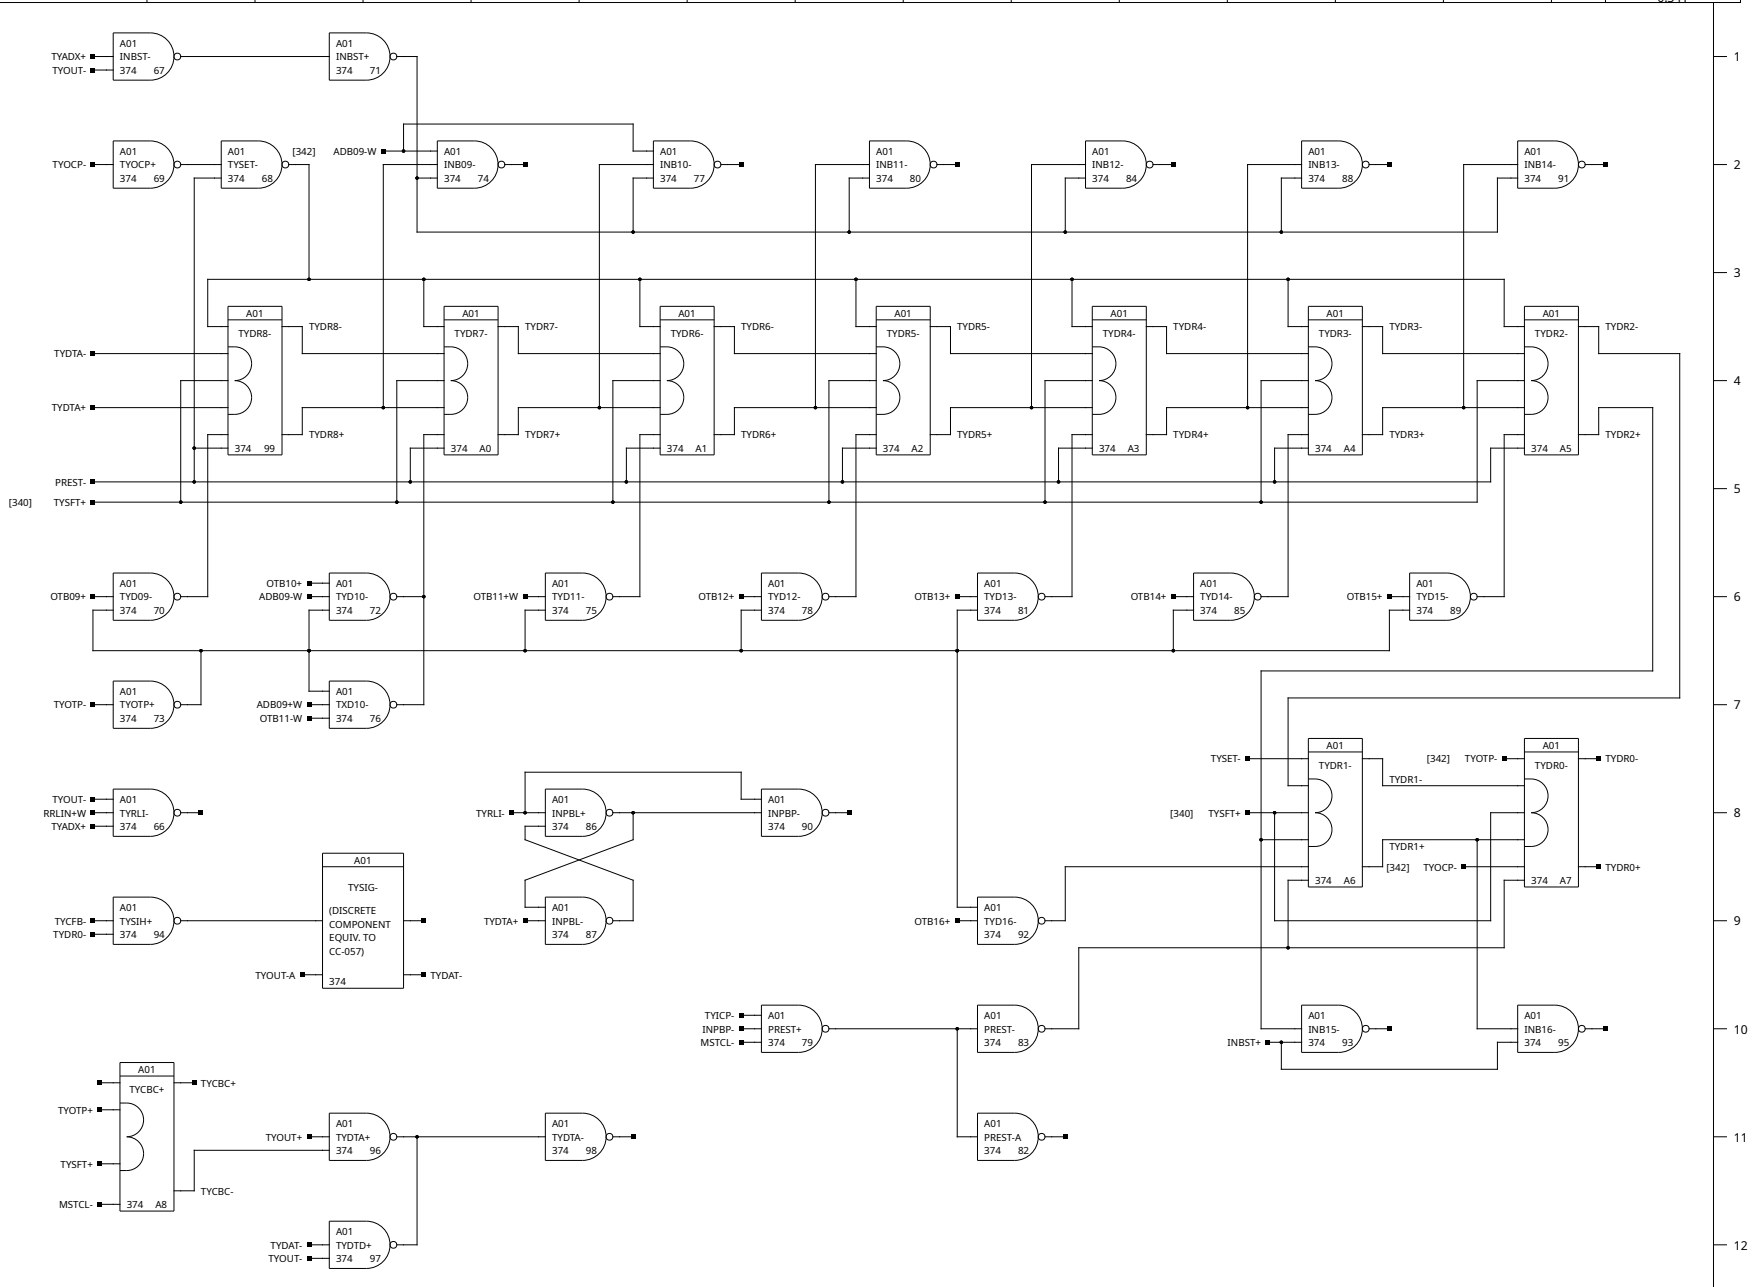 A01
INBST-
374 67
TYADX+
TYOUT-
A01
INBST+
374 71
1
TYOCP-
A01
TYOCP+
374 69
A01
TYSET-
374 68
[342]
ADB09-W
A01
INB09-
374 74
A01
INB10-
374 77
A01
INB11-
374 80
A01
INB12-
374 84
A01
INB13-
374 88
A01
INB14-
374 91
2
3
A01
TYDR8-
374 99
TYDR8-
TYDR8+
A01
TYDR7-
374 A0
TYDR7-
TYDR7+
A01
TYDR6-
374 A1
TYDR6-
TYDR6+
A01
TYDR5-
374 A2
TYDR5-
TYDR5+
A01
TYDR4-
374 A3
TYDR4-
TYDR4+
A01
TYDR3-
374 A4
TYDR3-
TYDR3+
A01
TYDR2-
374 A5
TYDR2-
TYDR2+
TYDTA-
TYDTA+
4
PREST-
[340] TYSFT+
5
OTB09+
A01
TYD09-
374 70
OTB10+
ADB09-W
A01
TYD10-
374 72
OTB11+W
A01
TYD11-
374 75
OTB12+
A01
TYD12-
374 78
OTB13+
A01
TYD13-
374 81
OTB14+
A01
TYD14-
374 85
OTB15+
A01
TYD15-
374 89
6
TYOTP-
A01
TYOTP+
374 73
ADB09+W
OTB11-W
A01
TXD10-
374 76
7
TYOUT-
RRLIN+W
TYADX+
A01
TYRLI-
374 66
TYRLI-
A01
INPBL+
374 86
A01
INPBP-
374 90
TYSET-
[340] TYSFT+
A01
TYDR1-
374 A6
TYDR1-
TYDR1+
[342] TYOTP-
[342] TYOCP-
A01
TYDR0-
374 A7
TYDR0-
TYDR0+
8
TYCFB-
TYDR0-
A01
TYSIH+
374 94
A01
TYSIG-
(DISCRETE
COMPONENT
EQUIV. TO
CC-057)
374
TYOUT-A
TYDAT-
TYDTA+
A01
INPBL-
374 87
OTB16+
A01
TYD16-
374 92
9
TYICP-
INPBP-
MSTCL-
A01
PREST+
374 79
A01
PREST-
374 83
INBST+
A01
INB15-
374 93
A01
INB16-
374 95
10
TYOTP+
TYSFT+
MSTCL-
A01
TYCBC+
374 A8
TYCBC+
TYCBC-
TYOUT+
A01
TYDTA+
374 96
A01
TYDTA-
374 98
A01
PREST-A
374 82
11
TYDAT-
TYOUT-
A01
TYDTD+
374 97
12